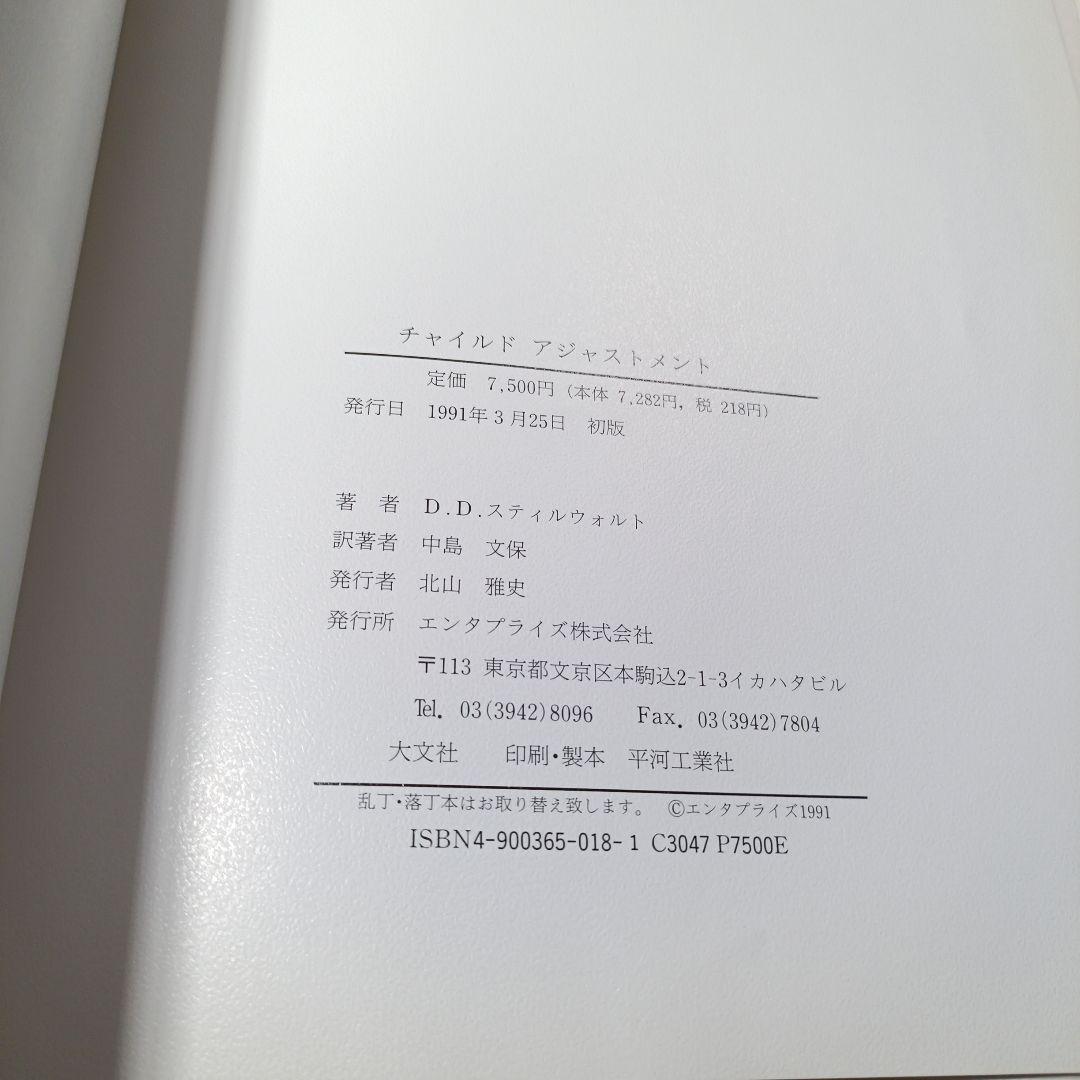 チャイルド アジャストメント
定価 7,500円（本体 7,282円，税 218円）
発行日 1991年3月25日 初版
著 者 D.D.スティルウォルト
訳著者 中島 文保
発行者 北山 雅史
発行所 エンタプライズ株式会社
〒113 東京都文京区本駒込2-1-3イカハタビル
Tel. 03(3942)8096 Fax. 03(3942)7804
大文社 印刷・製本 平河工業社
乱丁・落丁本はお取り替え致します。 ©エンタプライズ1991
ISBN4-900365-018-1 C3047 P7500E